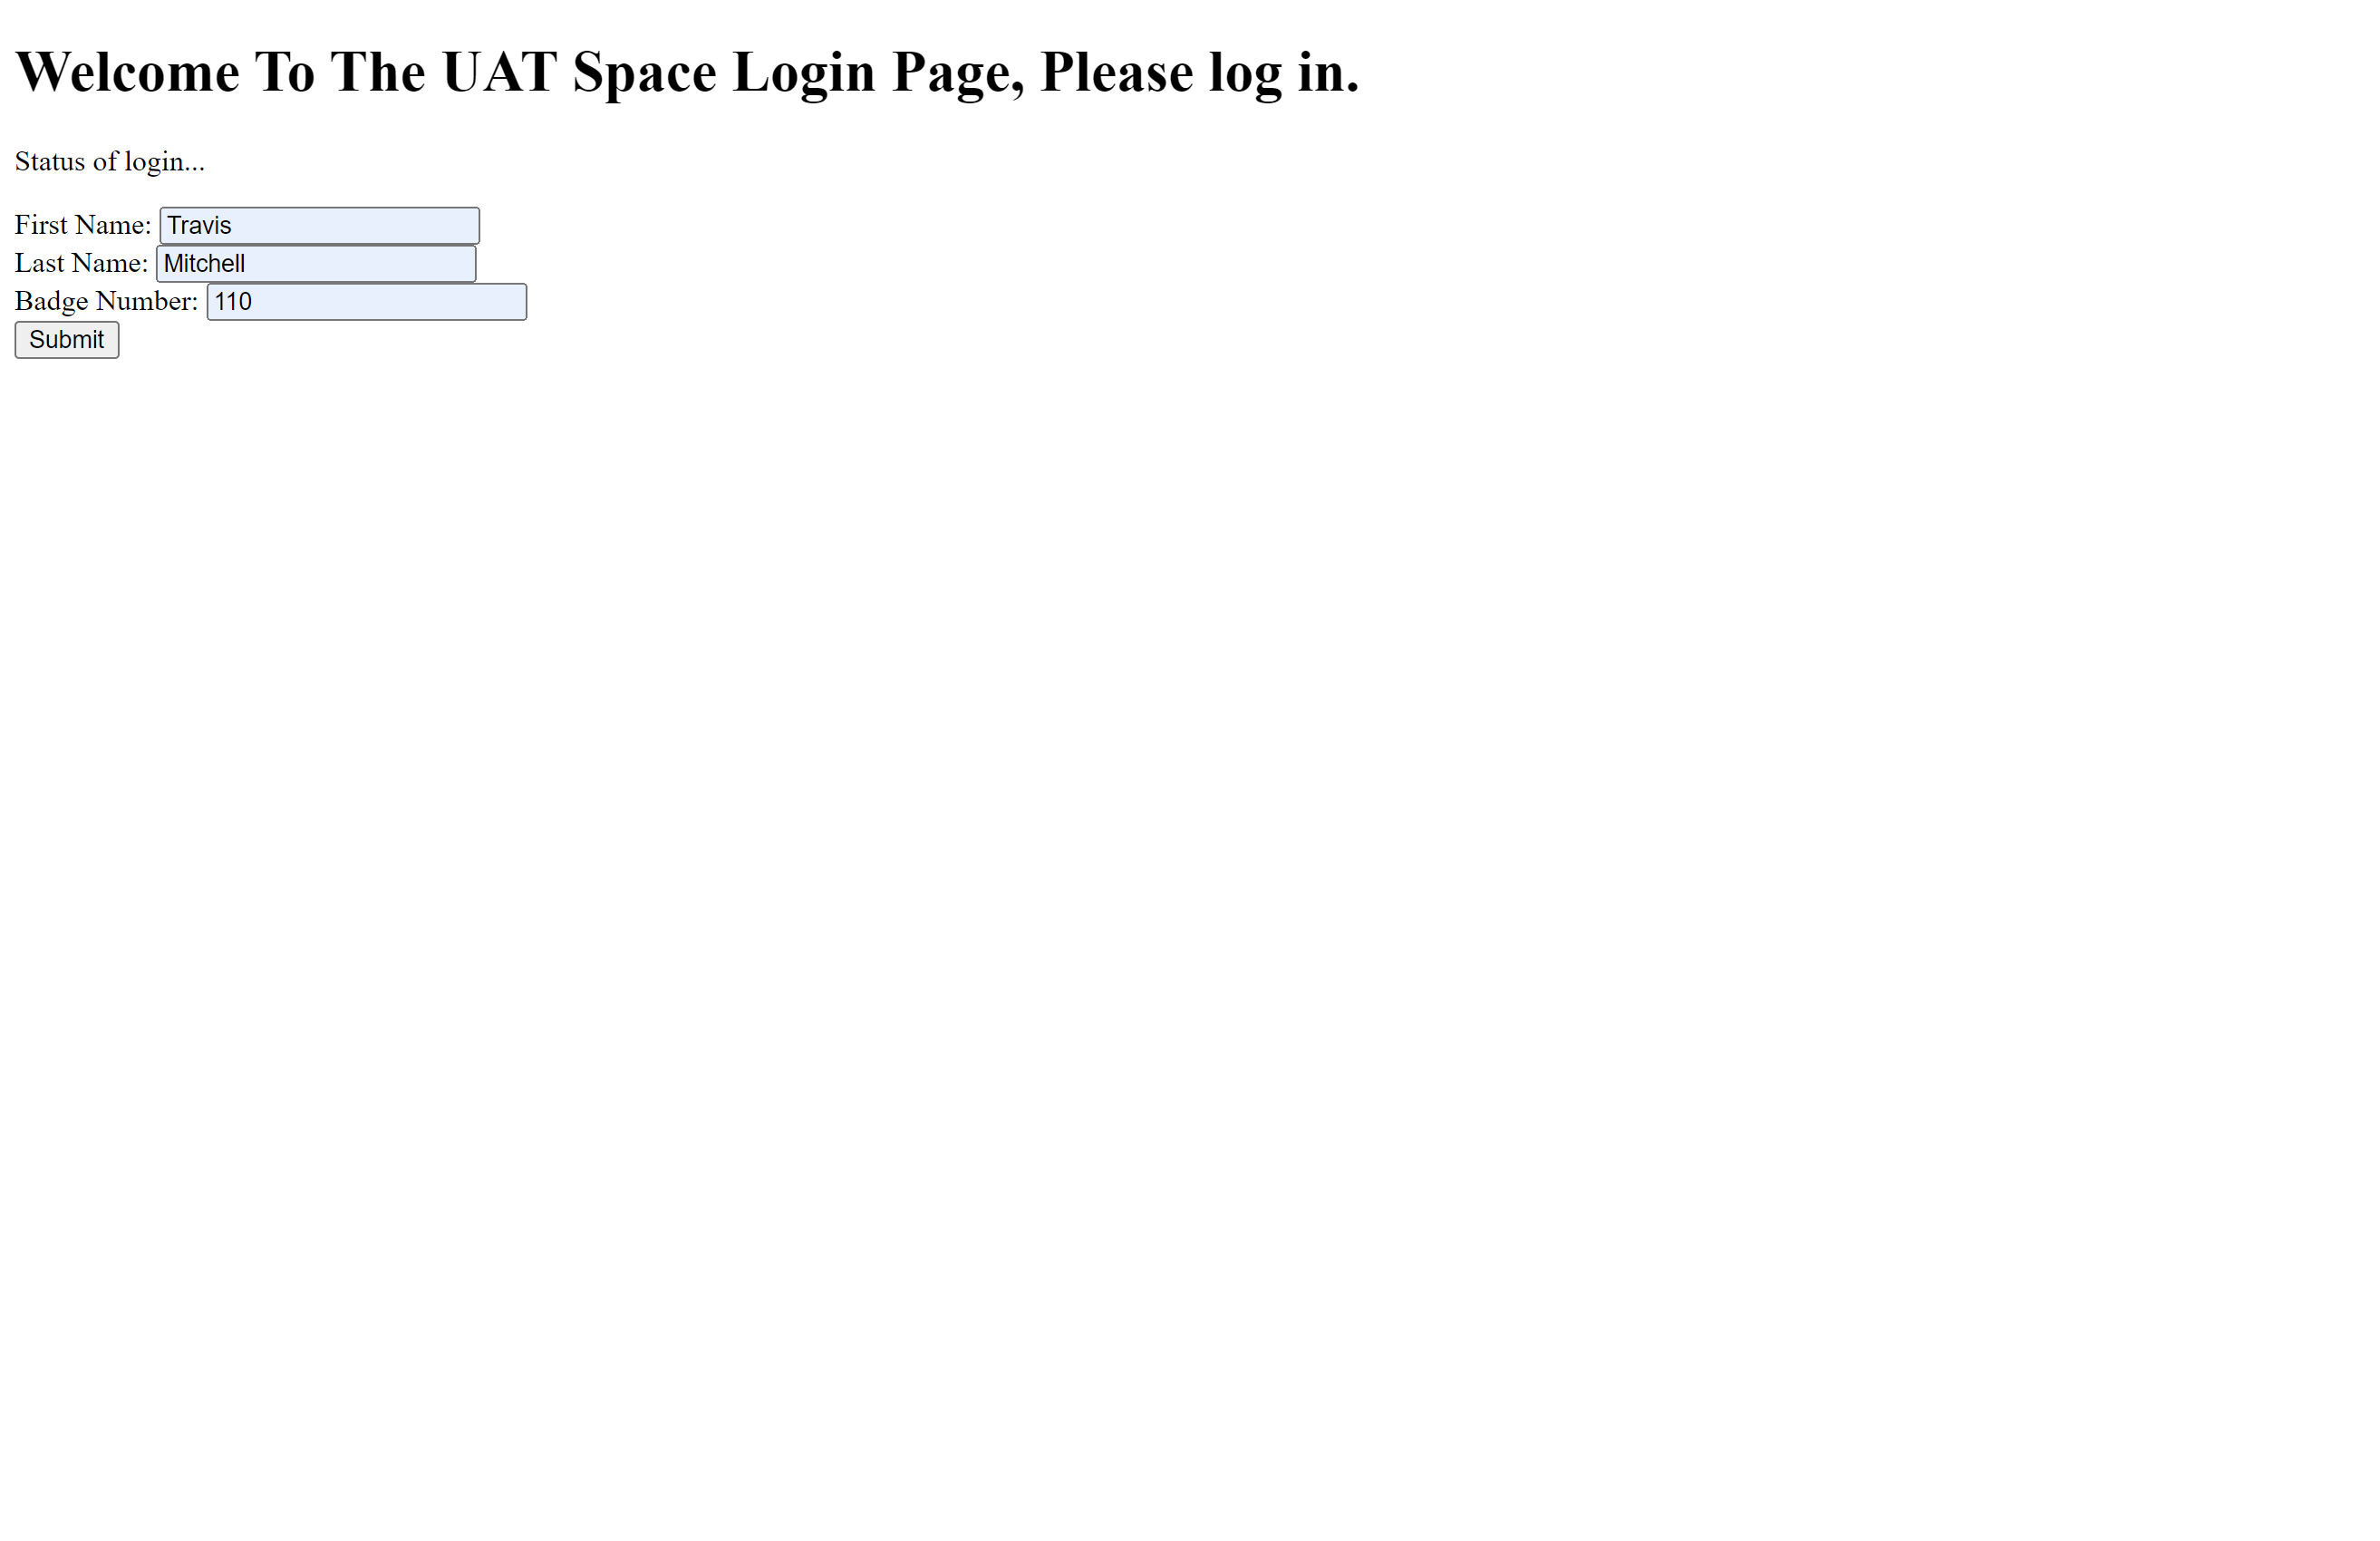 Welcome To The UAT Space Login Page, Please log in.
Status of login...
First Name: Travis
Last Name: Mitchell
Badge Number: 110
Submit